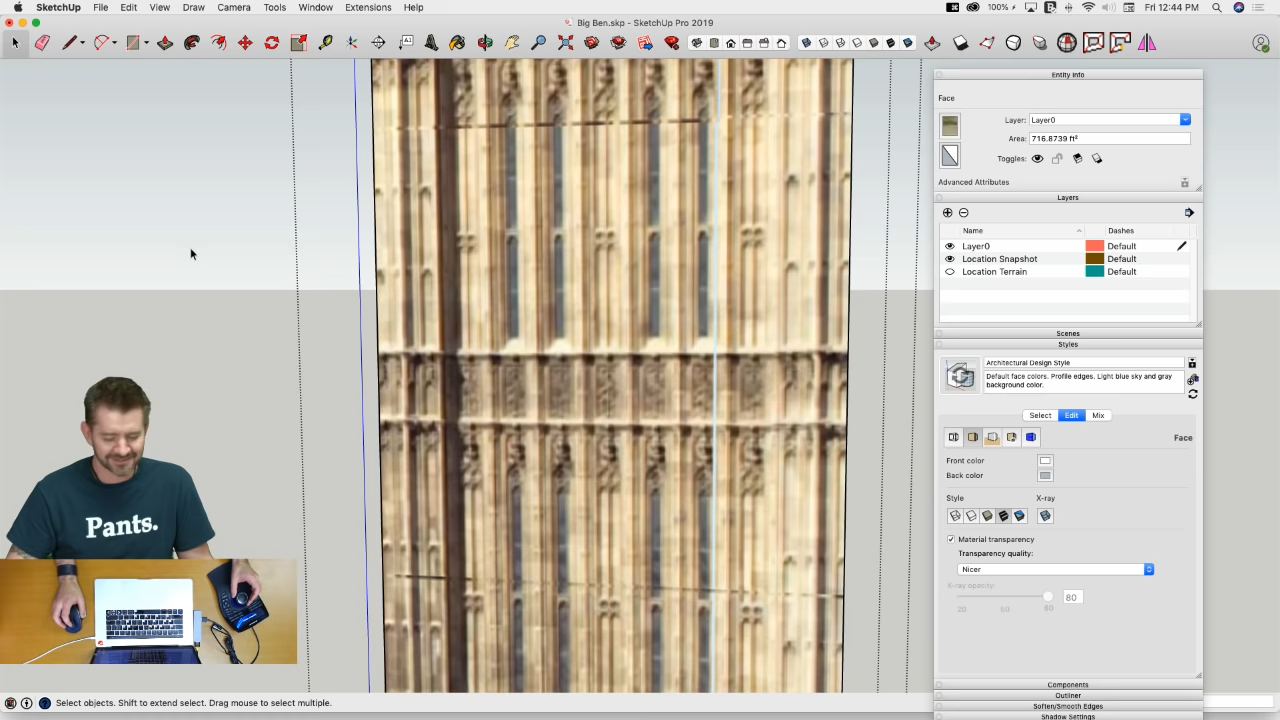 SketchUp File Edit View Draw Camera Tools Window Extensions Help 100% Fri 12:44 PM
Big Ben.skp - SketchUp Pro 2019
Entity Info
Face
Layer: Layer0
Area: 716.8739 ft²
Toggles:
Advanced Attributes
Layers
Name Dashes
Layer0 Default
Location Snapshot Default
Location Terrain Default
Scenes
Styles
Architectural Design Style
Default face colors. Profile edges. Light blue sky and gray
background color.
Select Edit Mix
Face
Front color
Back color
Style X-ray
Material transparency
Transparency quality:
Nicer
X-ray opacity:
80
20 50 80
Components
Outliner
Soften/Smooth Edges
Shadow Settings
Pants.
Select objects. Shift to extend select. Drag mouse to select multiple.